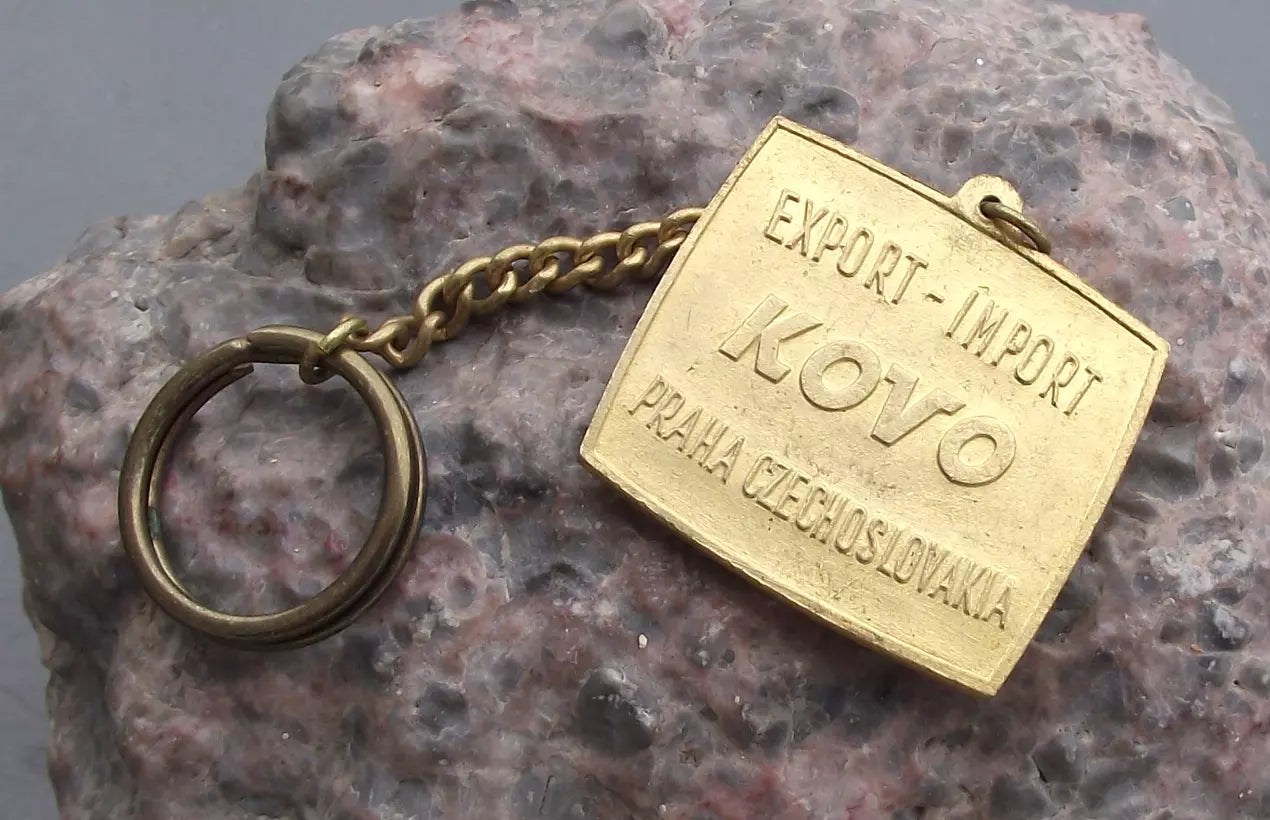 EXPORT - IMPORT
KOVO
PRAHA CZECHOSLOVAKIA